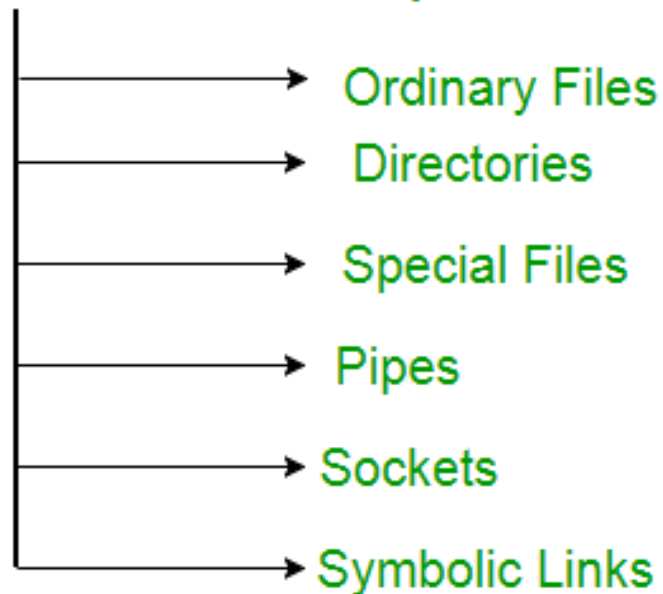 Ordinary Files
Directories
Special Files
Pipes
Sockets
Symbolic Links